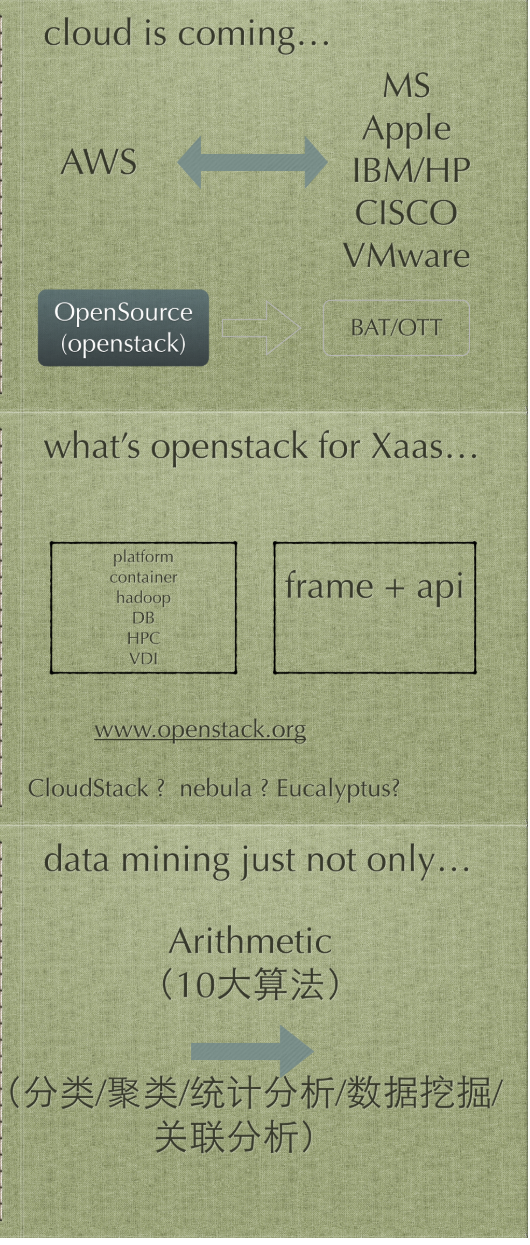 cloud is coming…
AWS
MS
Apple
IBM/HP
CISCO
VMware
OpenSource
(openstack)
BAT/OTT
what's openstack for Xaas…
platform
container
hadoop
DB
HPC
VDI
frame + api
www.openstack.org
CloudStack ? nebula ? Eucalyptus?
data mining just not only…
Arithmetic
（10大算法）
（分类/聚类/统计分析/数据挖掘/
关联分析）